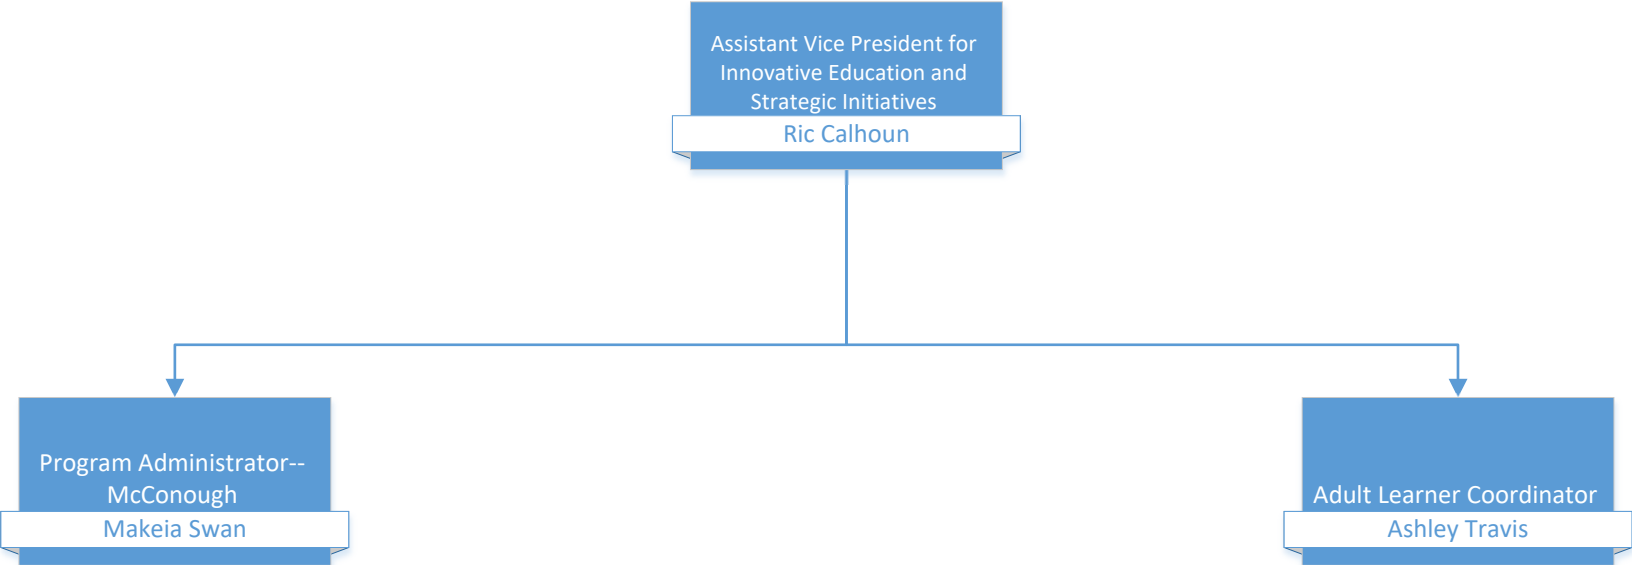 Assistant Vice President for
Innovative Education and
Strategic Initiatives
Ric Calhoun
Program Administrator--
McConough
Makeia Swan
Adult Learner Coordinator
Ashley Travis